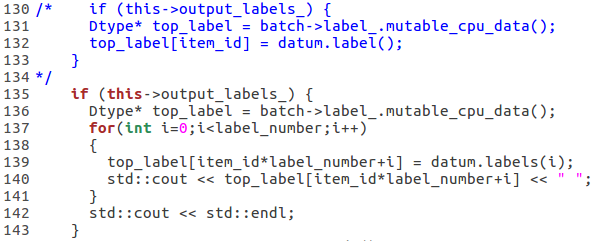 130 /*    if (this->output_labels_) {
131       Dtype* top_label = batch->label_.mutable_cpu_data();
132       top_label[item_id] = datum.label();
133     }
134 */
135     if (this->output_labels_) {
136       Dtype* top_label = batch->label_.mutable_cpu_data();
137       for(int i=0;i<label_number;i++)
138       {
139         top_label[item_id*label_number+i] = datum.labels(i);
140         std::cout << top_label[item_id*label_number+i] << " ";
141       }
142       std::cout << std::endl;
143     }